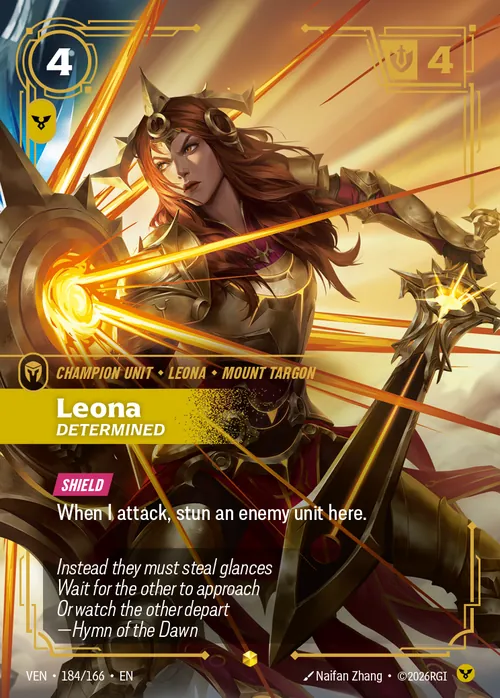 4
4
CHAMPION UNIT • LEONA • MOUNT TARGON
Leona
DETERMINED
SHIELD
When I attack, stun an enemy unit here.
Instead they must steal glances
Wait for the other to approach
Or watch the other depart
—Hymn of the Dawn
VEN • 184/166 • EN
Naifan Zhang • ©2026RGI